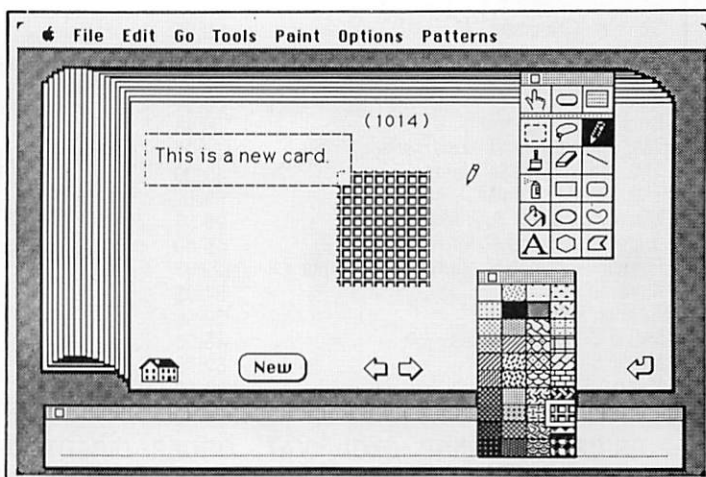 File Edit Go Tools Paint Options Patterns
(1014)
This is a new card.
A
New